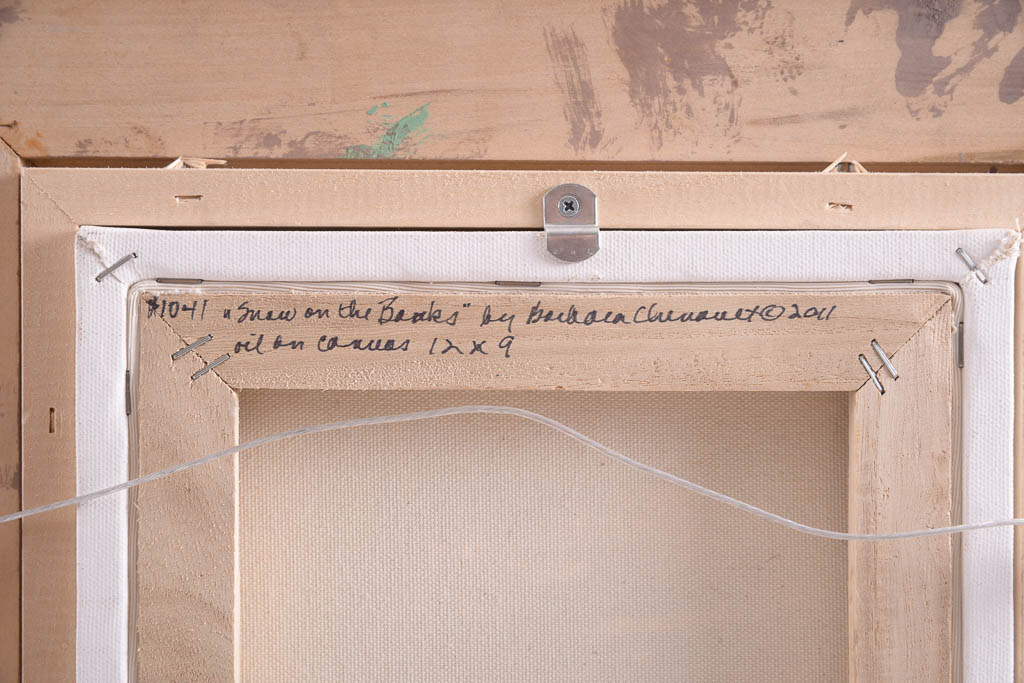 #1041 "Snow on the Banks" by Barbara Chenault © 2011
oil on canvas 12 x 9